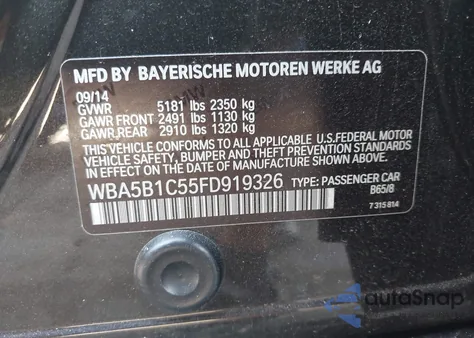 MFD BY BAYERISCHE MOTOREN WERKE AG
09/14
GVWR 5181 lbs 2350 kg
GAWR FRONT 2491 lbs 1130 kg
GAWR REAR 2910 lbs 1320 kg
THIS VEHICLE CONFORMS TO ALL APPLICABLE U.S. FEDERAL MOTOR
VEHICLE SAFETY, BUMPER, AND THEFT PREVENTION STANDARDS
IN EFFECT ON THE DATE OF MANUFACTURE SHOWN ABOVE.
WBA5B1C55FD919326 TYPE: PASSENGER CAR
B65/8
7 315 814
autoSnap